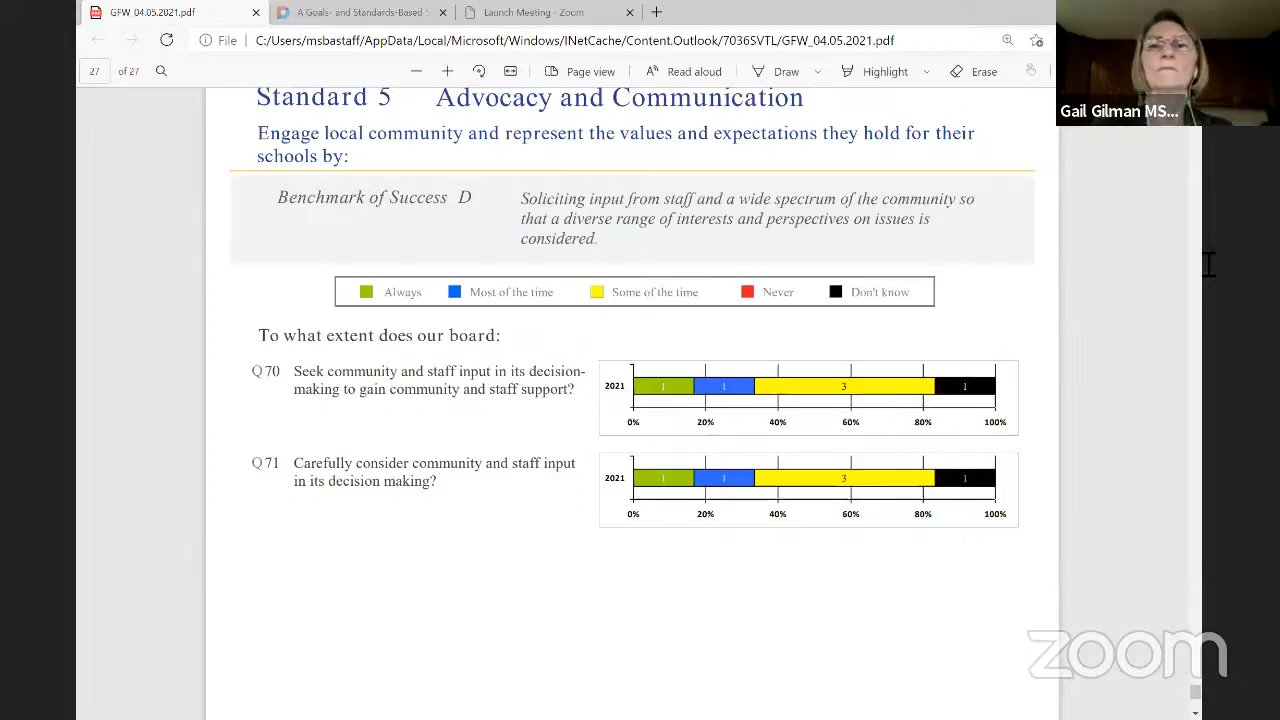 GFW_04.05.2021.pdf
A Goals- and Standards-Based S
Launch Meeting - Zoom
File
C:/Users/msbastaff/AppData/Local/Microsoft/Windows/INetCache/Content.Outlook/7036SVTL/GFW_04.05.2021.pdf
27 of 27
Page view
Read aloud
Draw
Highlight
Erase
Gail Gilman MS...
Standard 5 Advocacy and Communication
Engage local community and represent the values and expectations they hold for their
schools by:
Benchmark of Success D
Soliciting input from staff and a wide spectrum of the community so
that a diverse range of interests and perspectives on issues is
considered.
Always Most of the time Some of the time Never Don't know
To what extent does our board:
Q70 Seek community and staff input in its decision-
making to gain community and staff support?
2021 1 1 3 1
0% 20% 40% 60% 80% 100%
Q71 Carefully consider community and staff input
in its decision making?
2021 1 1 3 1
0% 20% 40% 60% 80% 100%
zoom